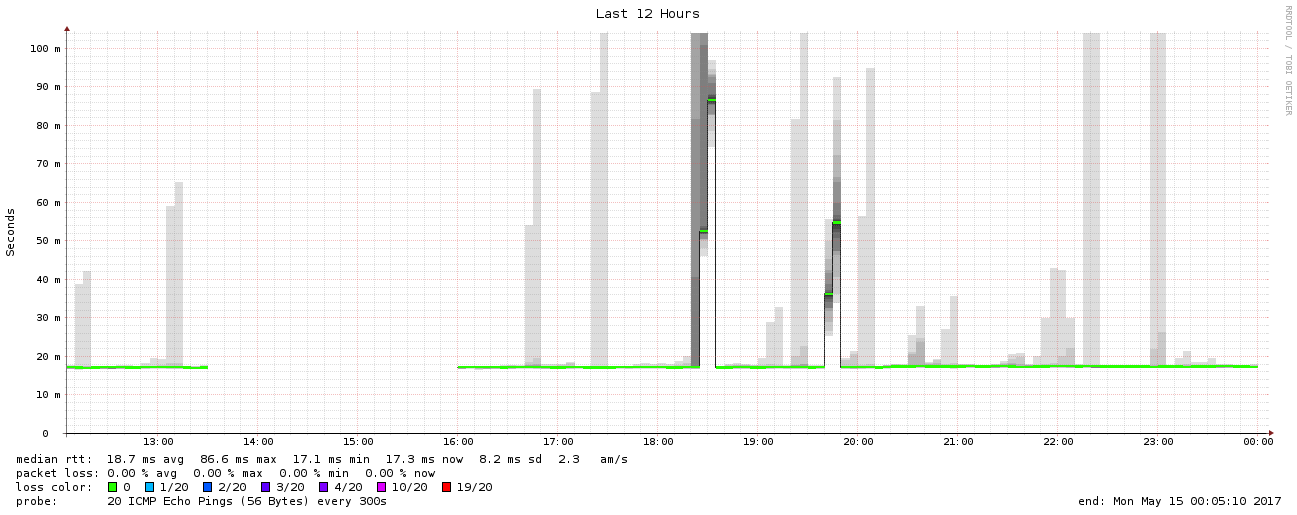 Last 12 Hours
RRDTOOL / TOBI OETIKER
Seconds
100 m
90 m
80 m
70 m
60 m
50 m
40 m
30 m
20 m
10 m
0
13:00 14:00 15:00 16:00 17:00 18:00 19:00 20:00 21:00 22:00 23:00 00:00
median rtt: 18.7 ms avg 86.6 ms max 17.1 ms min 17.3 ms now 8.2 ms sd 2.3 am/s
packet loss: 0.00 % avg 0.00 % max 0.00 % min 0.00 % now
loss color: 0 1/20 2/20 3/20 4/20 10/20 19/20
probe: 20 ICMP Echo Pings (56 Bytes) every 300s end: Mon May 15 00:05:10 2017